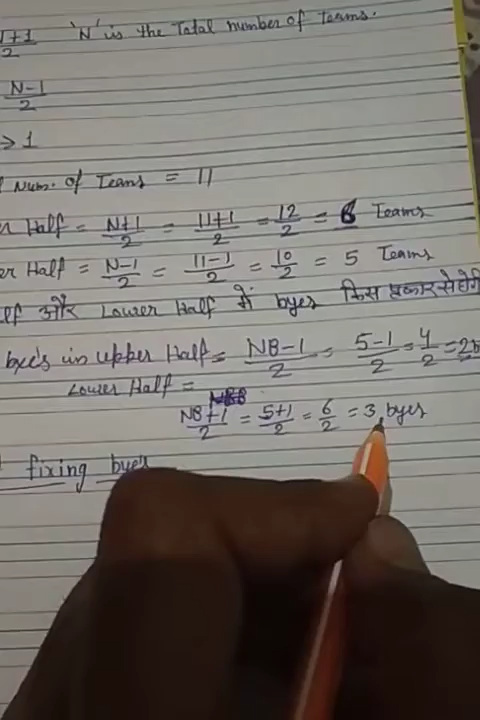 N+1/2 'N' is the Total number of Teams.
N-1/2
> 1
Num. of Teams = 11
Half = N+1/2 = 11+1/2 = 12/2 = 6 Teams
Half = N-1/2 = 11-1/2 = 10/2 = 5 Teams
और Lower Half में byes किस प्रकार से होगी
bye's in upper Half = NB-1/2 = 5-1/2 = 4/2 = 2
Lower Half =
NB+1/2 = 5+1/2 = 6/2 = 3 byes
fixing byes